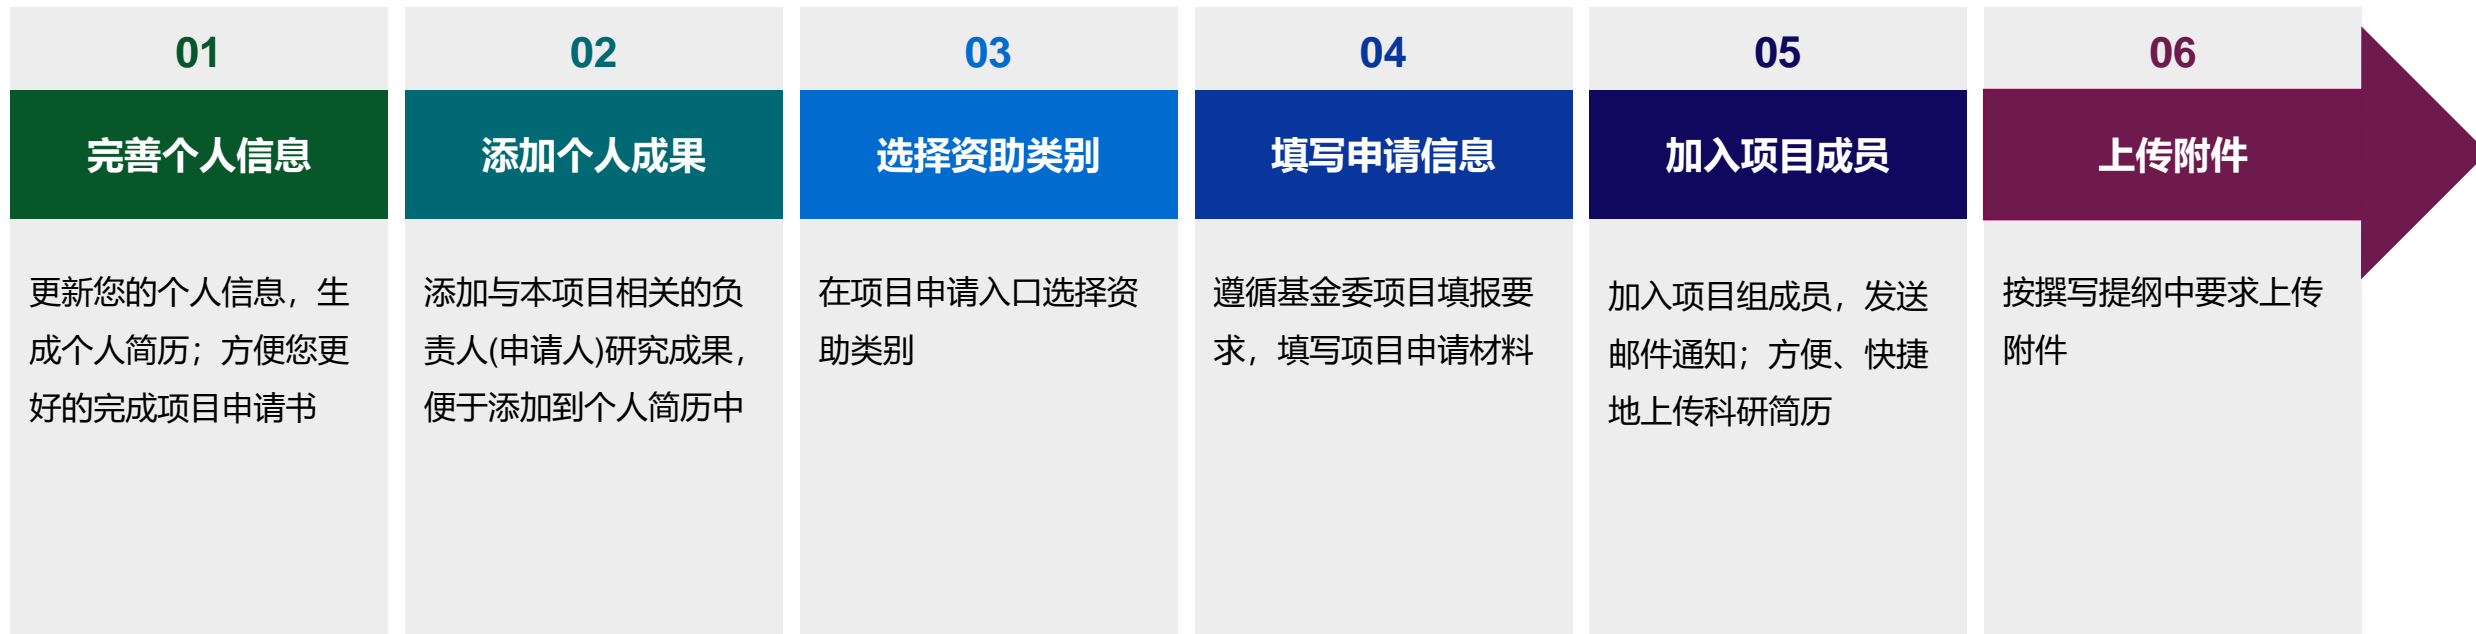 01
完善个人信息
更新您的个人信息，生
成个人简历；方便您更
好的完成项目申请书
02
添加个人成果
添加与本项目相关的负
责人(申请人)研究成果，
便于添加到个人简历中
03
选择资助类别
在项目申请入口选择资
助类别
04
填写申请信息
遵循基金委项目填报要
求，填写项目申请材料
05
加入项目成员
加入项目组成员，发送
邮件通知；方便、快捷
地上传科研简历
06
上传附件
按撰写提纲中要求上传
附件